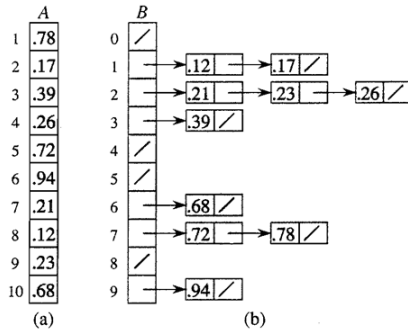 A B
1 .78 0
2 .17 1 .12 .17
3 .39 2 .21 .23 .26
4 .26 3 .39
5 .72 4
6 .94 5
7 .21 6 .68
8 .12 7 .72 .78
9 .23 8
10 .68 9 .94
(a) (b)